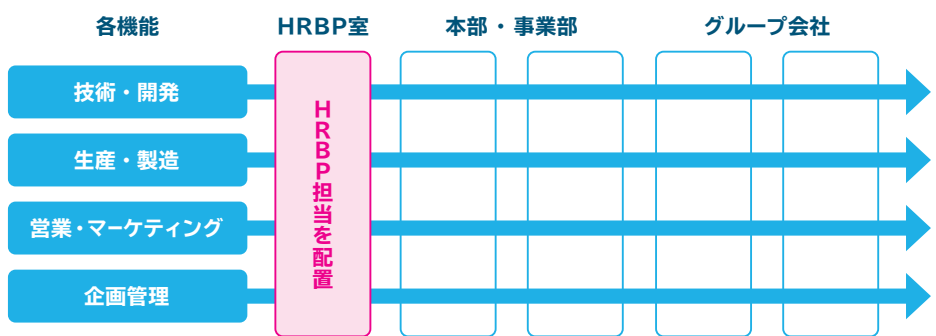 各機能
HRBP室
本部・事業部
グループ会社
技術・開発
生産・製造
営業・マーケティング
企画管理
HRBP担当を配置